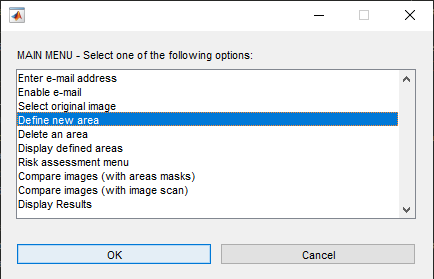 MAIN MENU - Select one of the following options:
Enter e-mail address
Enable e-mail
Select original image
Define new area
Delete an area
Display defined areas
Risk assessment menu
Compare images (with areas masks)
Compare images (with image scan)
Display Results
OK Cancel